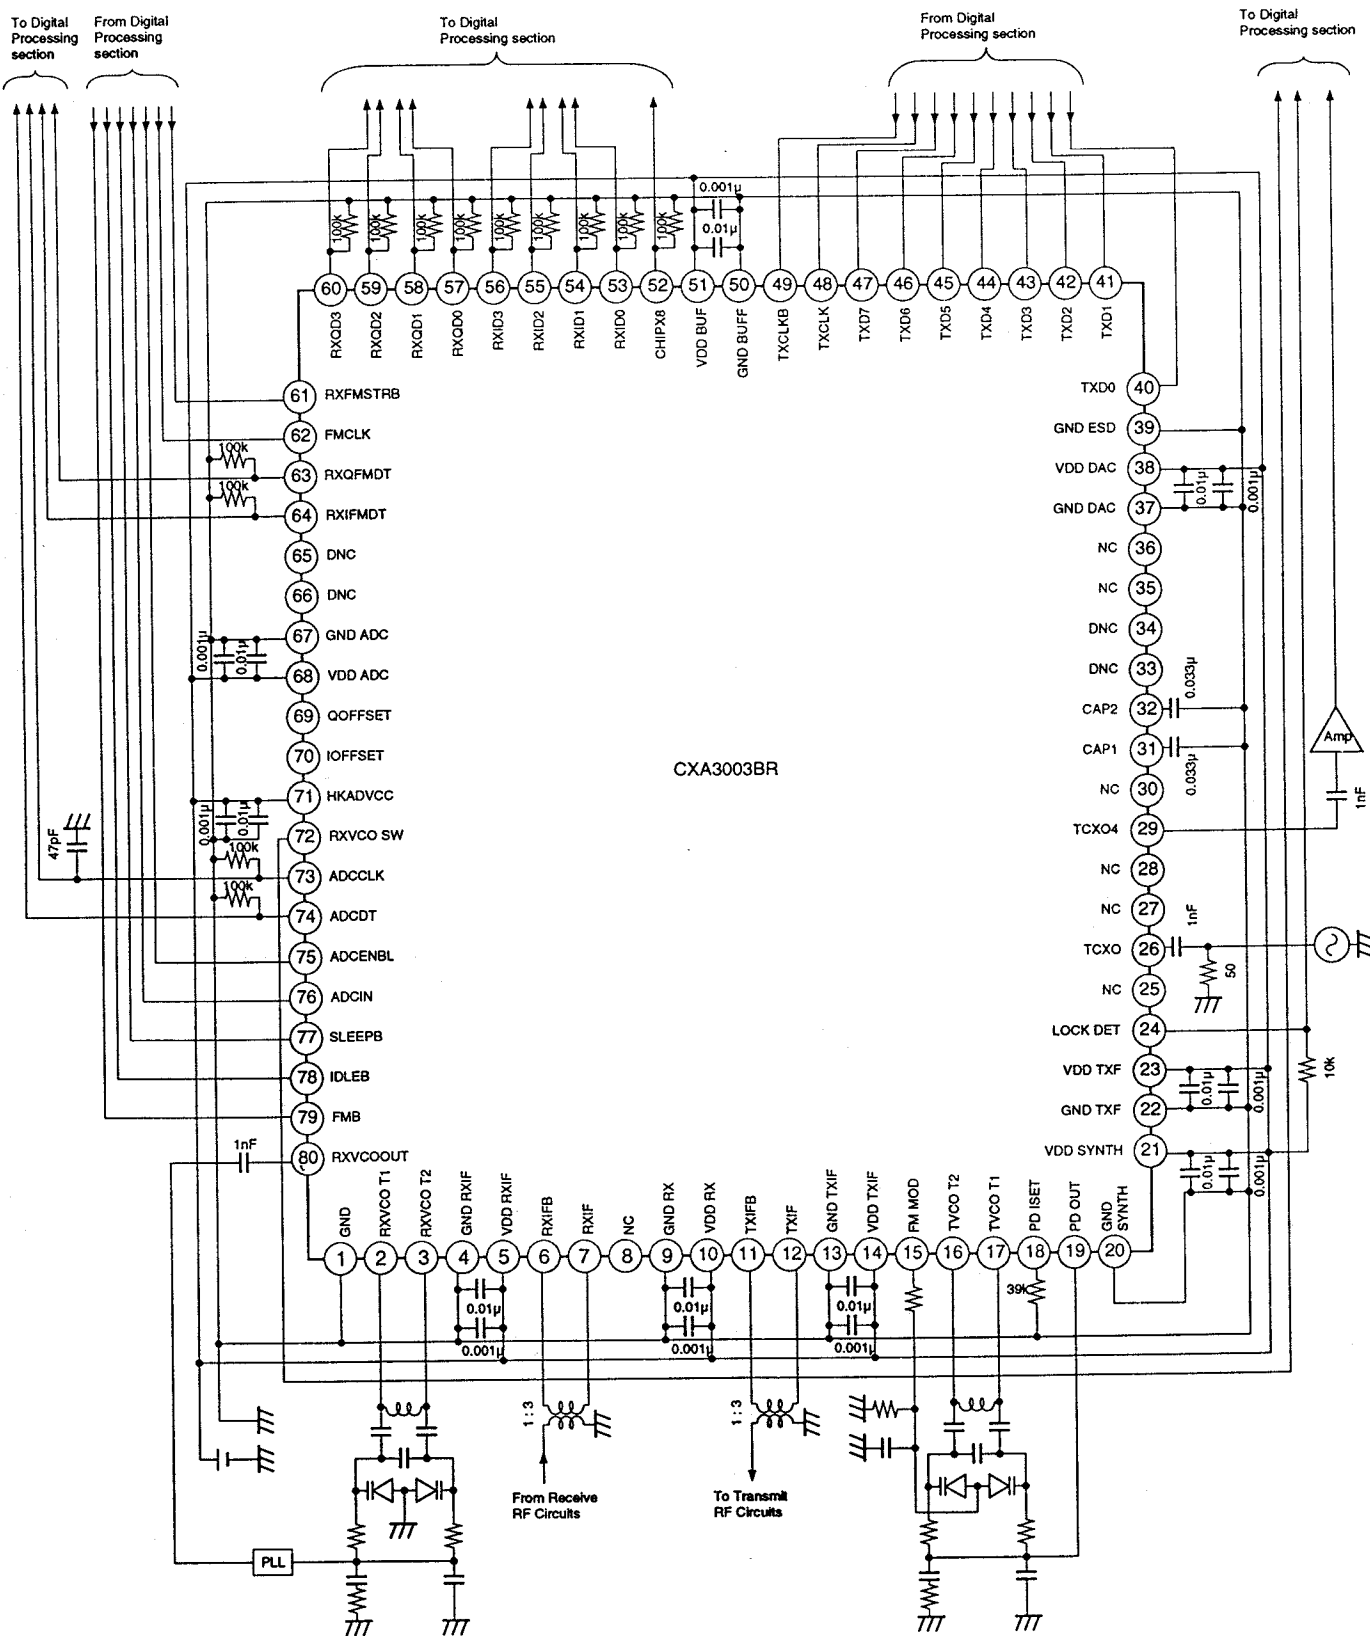 To Digital
Processing
section
From Digital
Processing
section
To Digital
Processing section
From Digital
Processing section
To Digital
Processing section
0.001µ
0.01µ
100k 100k 100k 100k 100k 100k 100k 100k 100k
60 59 58 57 56 55 54 53 52 51 50 49 48 47 46 45 44 43 42 41
RXQD3
RXQD2
RXQD1
RXQD0
RXID3
RXID2
RXID1
RXID0
CHIPX8
VDD BUF
GND BUFF
TXCLKB
TXCLK
TXD7
TXD6
TXD5
TXD4
TXD3
TXD2
TXD1
61 RXFMSTRB
62 FMCLK
100k
63 RXQFMDT
100k
64 RXIFMDT
65 DNC
66 DNC
67 GND ADC
0.001µ 0.01µ
68 VDD ADC
69 QOFFSET
70 IOFFSET
71 HKADVCC
0.001µ 0.01µ
72 RXVCO SW
100k
47pF
73 ADCCLK
100k
74 ADCDT
75 ADCENBL
76 ADCIN
77 SLEEPB
78 IDLEB
79 FMB
1nF
80 RXVCOOUT
CXA3003BR
TXD0 40
GND ESD 39
VDD DAC 38
0.01µ 0.001µ
GND DAC 37
NC 36
NC 35
DNC 34
DNC 33
0.033µ
CAP2 32
CAP1 31
0.033µ
NC 30
Amp
1nF
TCXO4 29
NC 28
NC 27
1nF
TCXO 26
50
NC 25
LOCK DET 24
10k
VDD TXF 23
0.01µ 0.001µ
GND TXF 22
VDD SYNTH 21
0.01µ 0.001µ
GND
RXVCO T1
RXVCO T2
GND RXIF
VDD RXIF
RXIFB
RXIF
NC
GND RX
VDD RX
TXIFB
TXIF
GND TXIF
VDD TXIF
FM MOD
TVCO T2
TVCO T1
PD ISET
PD OUT
GND
SYNTH
1 2 3 4 5 6 7 8 9 10 11 12 13 14 15 16 17 18 19 20
0.01µ
0.001µ
0.01µ
0.001µ
0.01µ
0.001µ
39k
1:3
1:3
From Receive
RF Circuits
To Transmit
RF Circuits
PLL